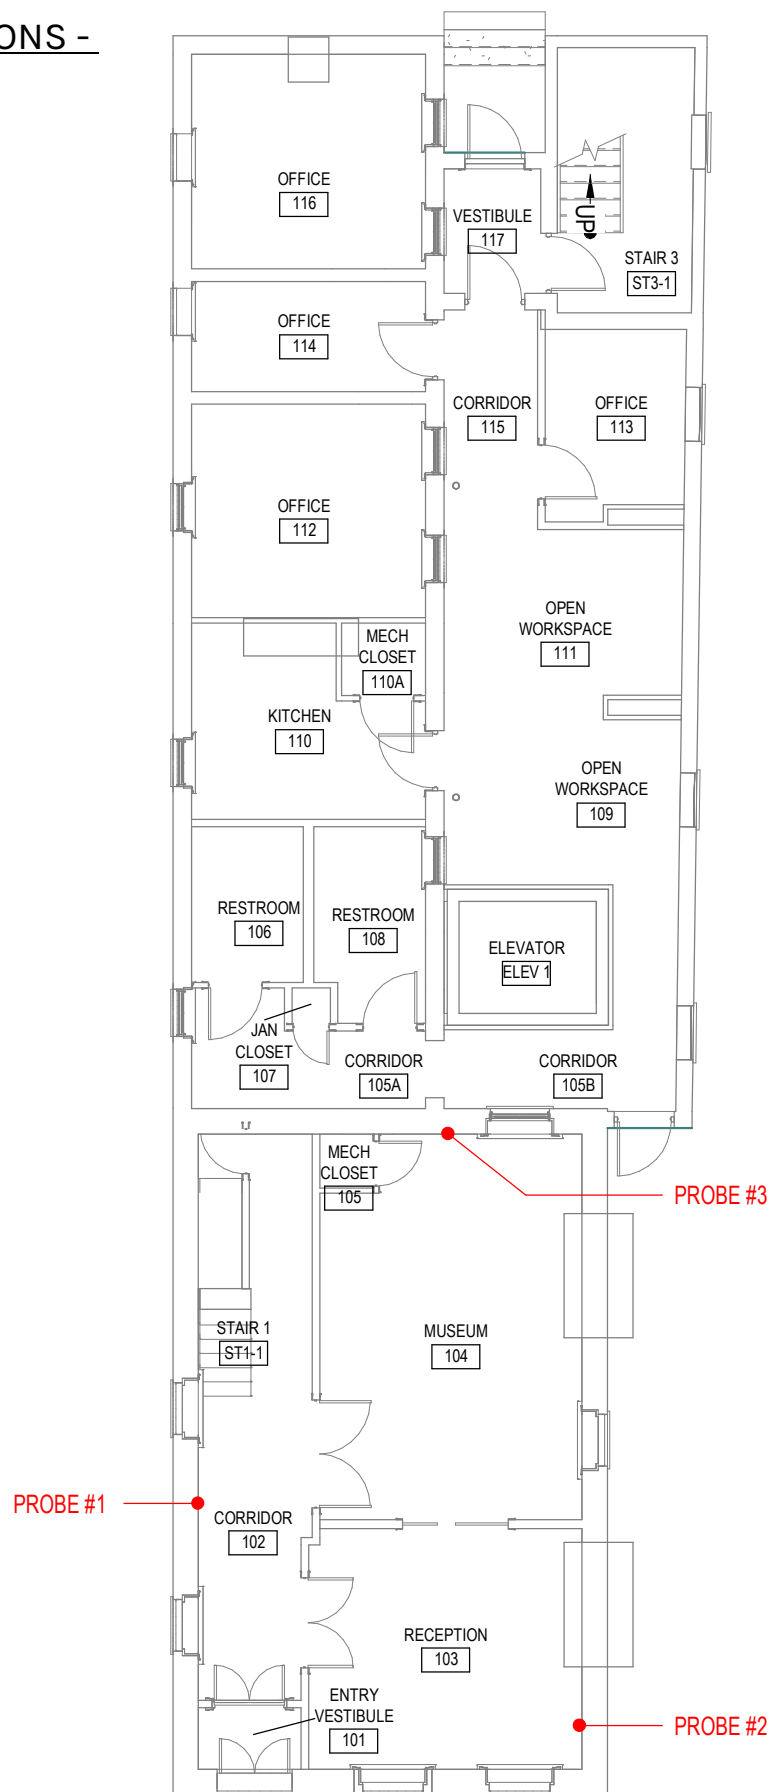 ONS -
OFFICE
116
VESTIBULE
117
UP
STAIR 3
ST3-1
OFFICE
114
CORRIDOR
115
OFFICE
113
OFFICE
112
OPEN
WORKSPACE
111
MECH
CLOSET
110A
KITCHEN
110
OPEN
WORKSPACE
109
RESTROOM
106
RESTROOM
108
ELEVATOR
ELEV 1
JAN
CLOSET
107
CORRIDOR
105A
CORRIDOR
105B
MECH
CLOSET
105
PROBE #3
STAIR 1
ST1-1
MUSEUM
104
PROBE #1
CORRIDOR
102
RECEPTION
103
ENTRY
VESTIBULE
101
PROBE #2